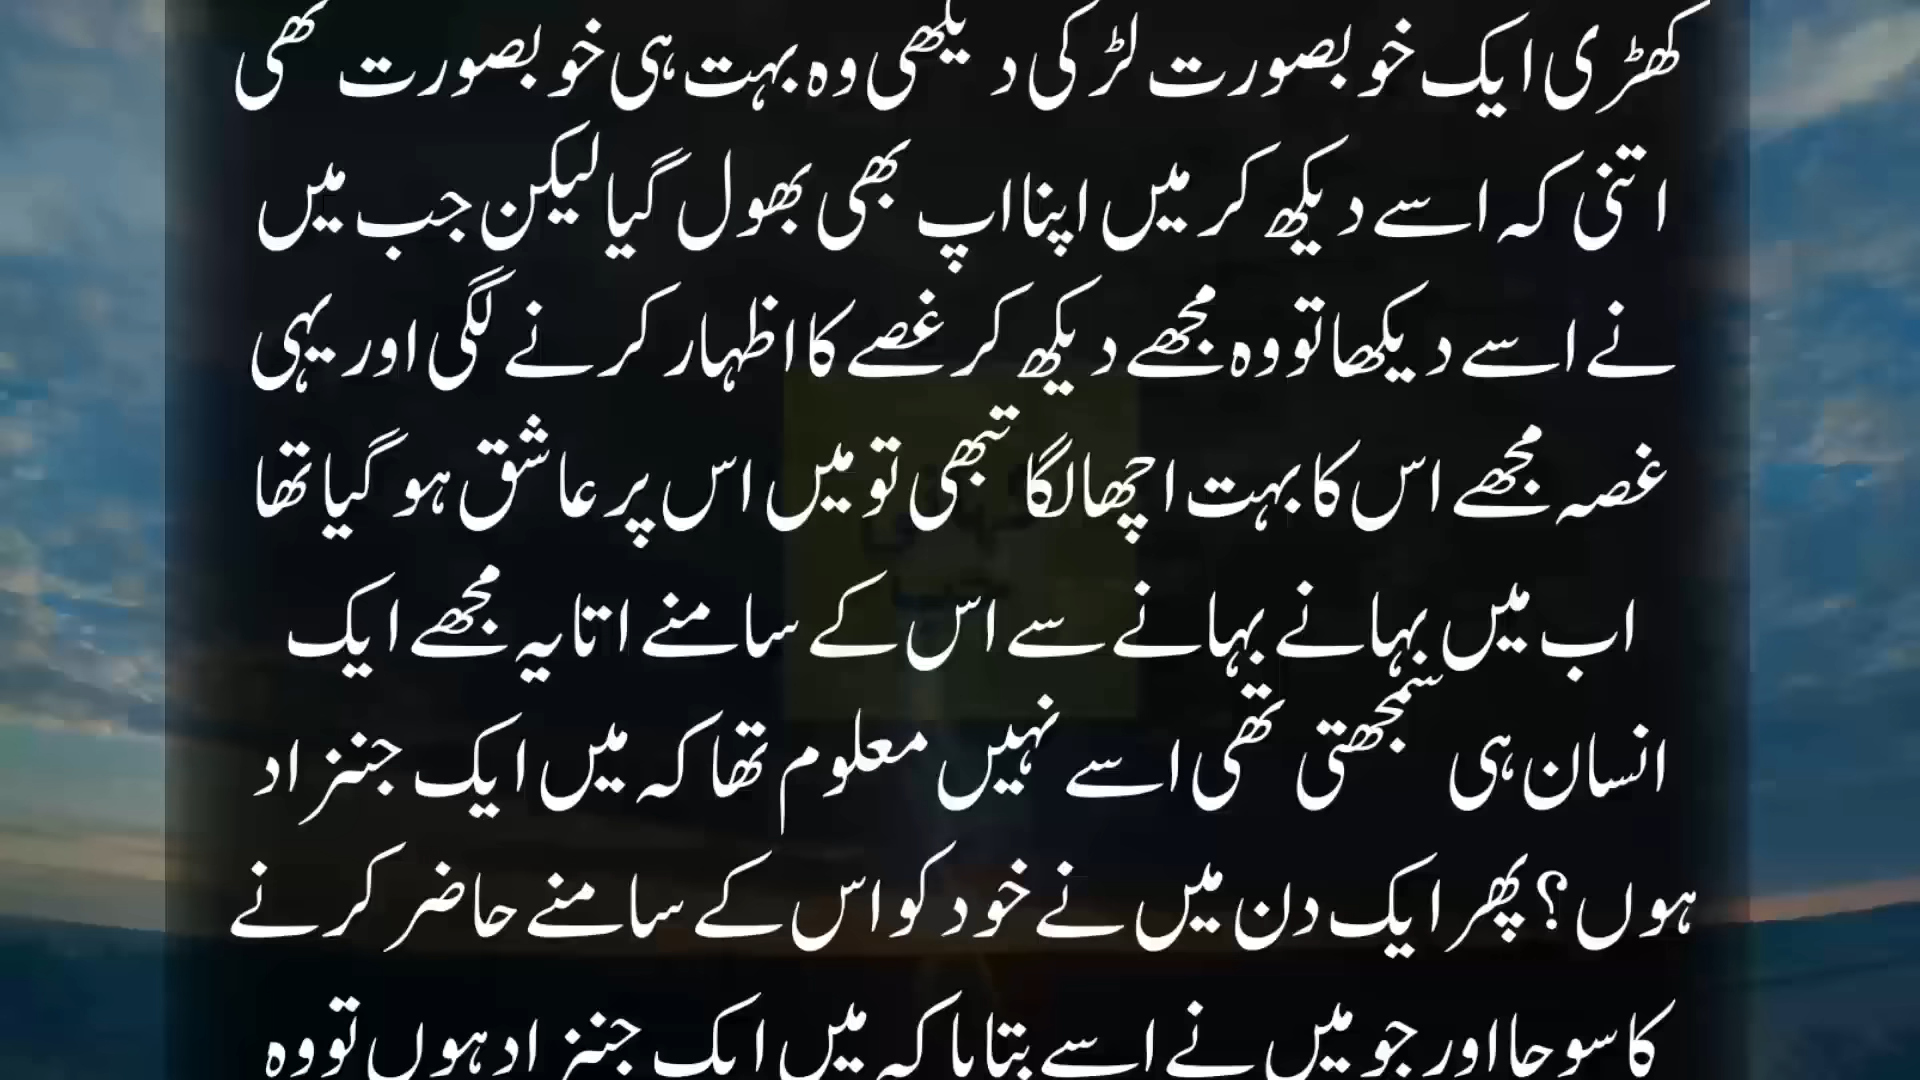 کھڑی ایک خوبصورت لڑکی دیکھی وہ بہت ہی خوبصورت تھی
اتنی کہ اسے دیکھ کر میں اپنا اپ بھی بھول گیا لیکن جب میں
نے اسے دیکھا تو وہ مجھے دیکھ کر غصے کا اظہار کرنے لگی اور یہی
غصہ مجھے اس کا بہت اچھا لگا تبھی تو میں اس پر عاشق ہو گیا تھا
اب میں بہانے بہانے سے اس کے سامنے اتا یہ مجھے ایک
انسان ہی سمجھتی تھی اسے نہیں معلوم تھا کہ میں ایک جنزاد
ہوں؟ پھر ایک دن میں نے خود کو اس کے سامنے حاضر کرنے
کا سوچا اور جو میں نے اسے بتایا کہ میں ایک جنزاد ہوں تو وہ